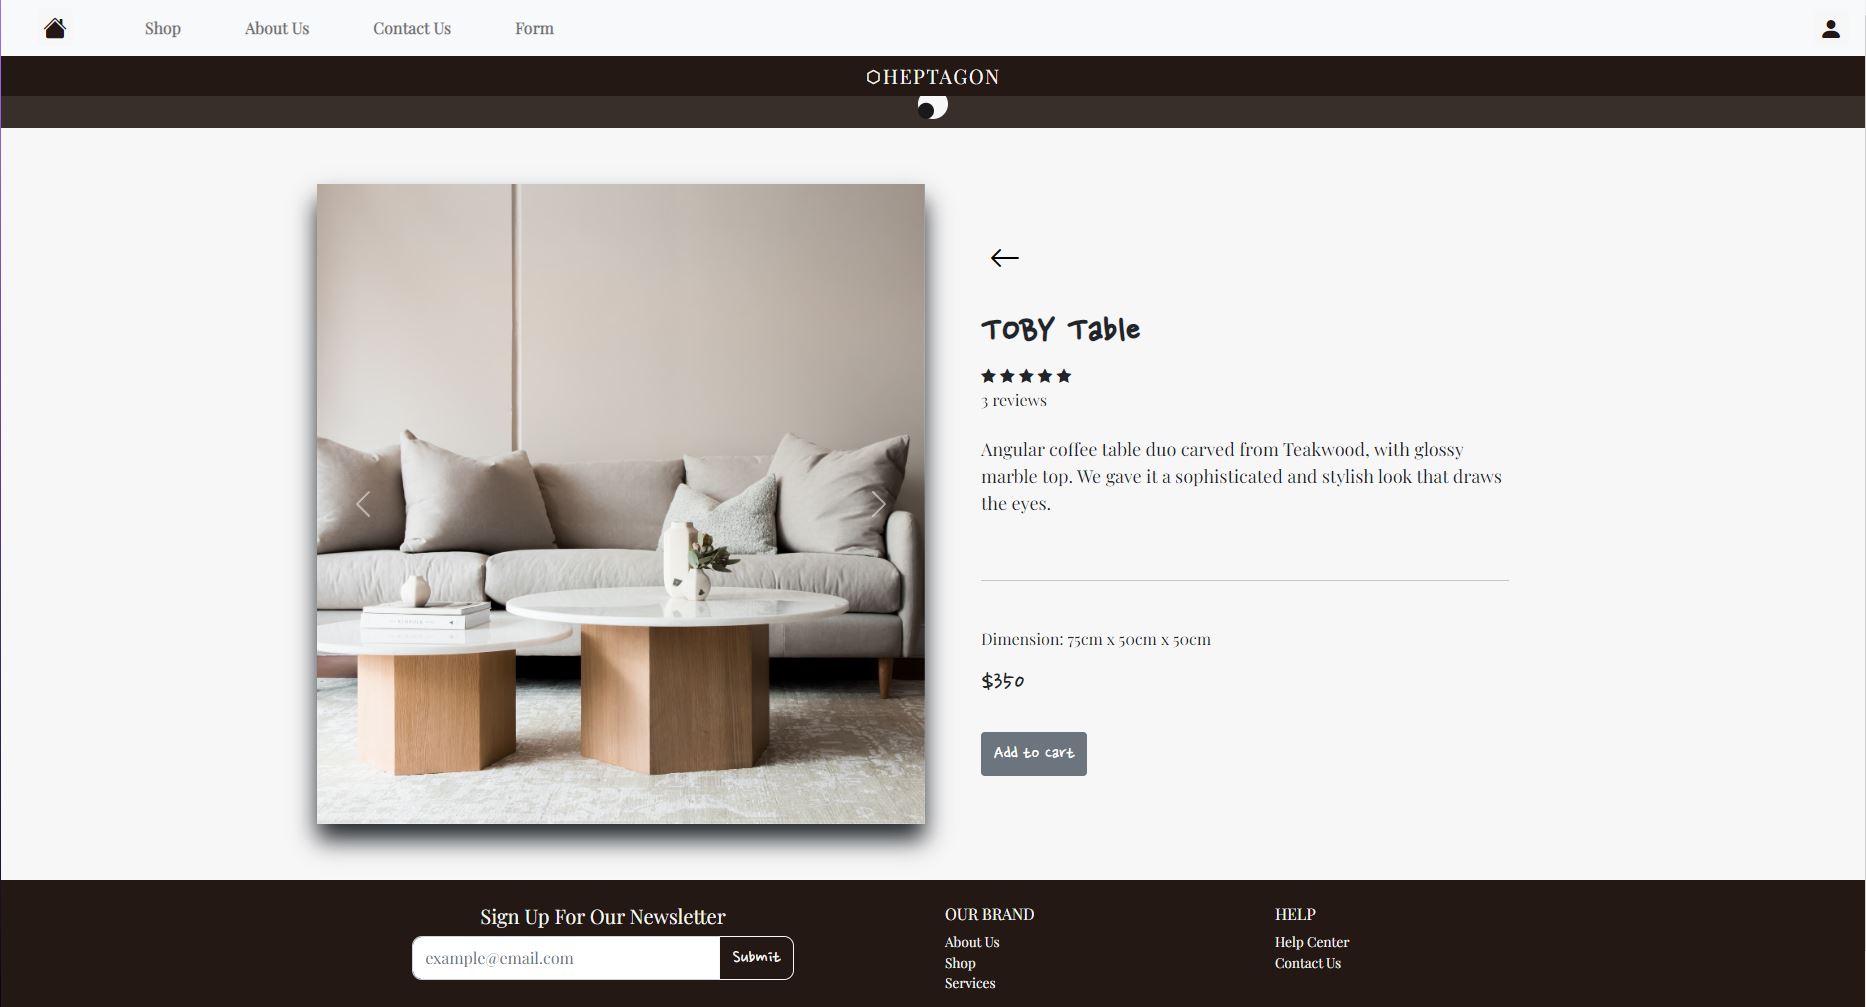 Shop About Us Contact Us Form
HEPTAGON
TOBY Table
3 reviews
Angular coffee table duo carved from Teakwood, with glossy
marble top. We gave it a sophisticated and stylish look that draws
the eyes.
Dimension: 75cm x 50cm x 50cm
$350
Add to cart
Sign Up For Our Newsletter
example@email.com Submit
OUR BRAND
About Us
Shop
Services
HELP
Help Center
Contact Us